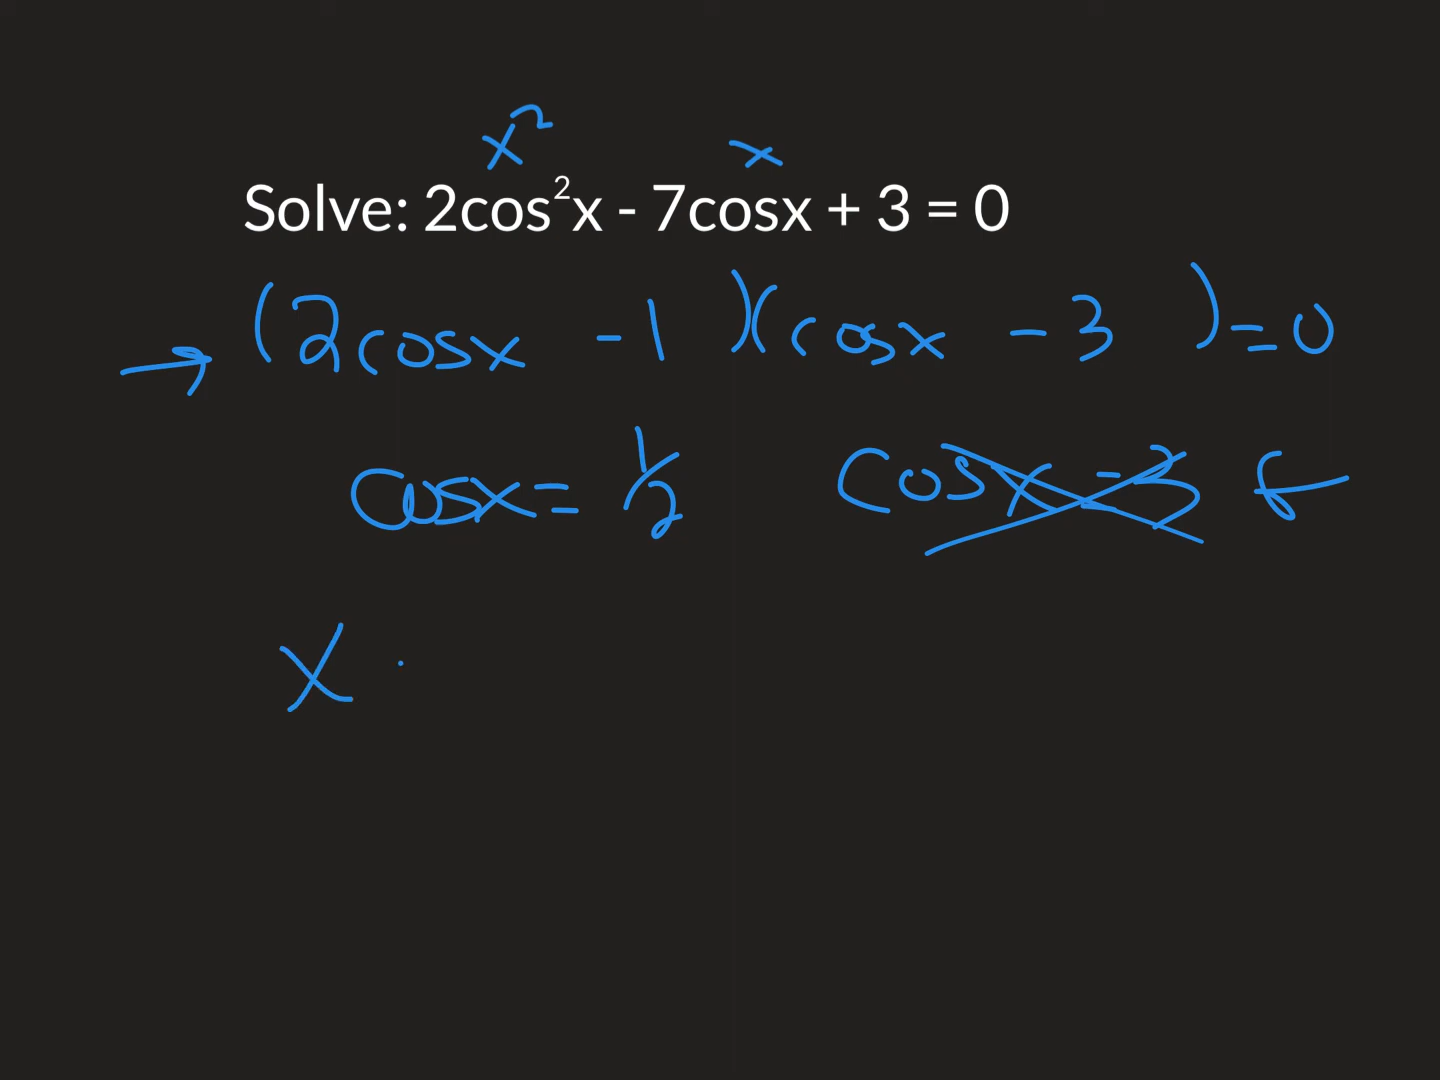 x² x
Solve: 2cos²x - 7cosx + 3 = 0
→ (2cosx - 1)(cosx - 3) = 0
cosx = 1/2 cosx = 3
x